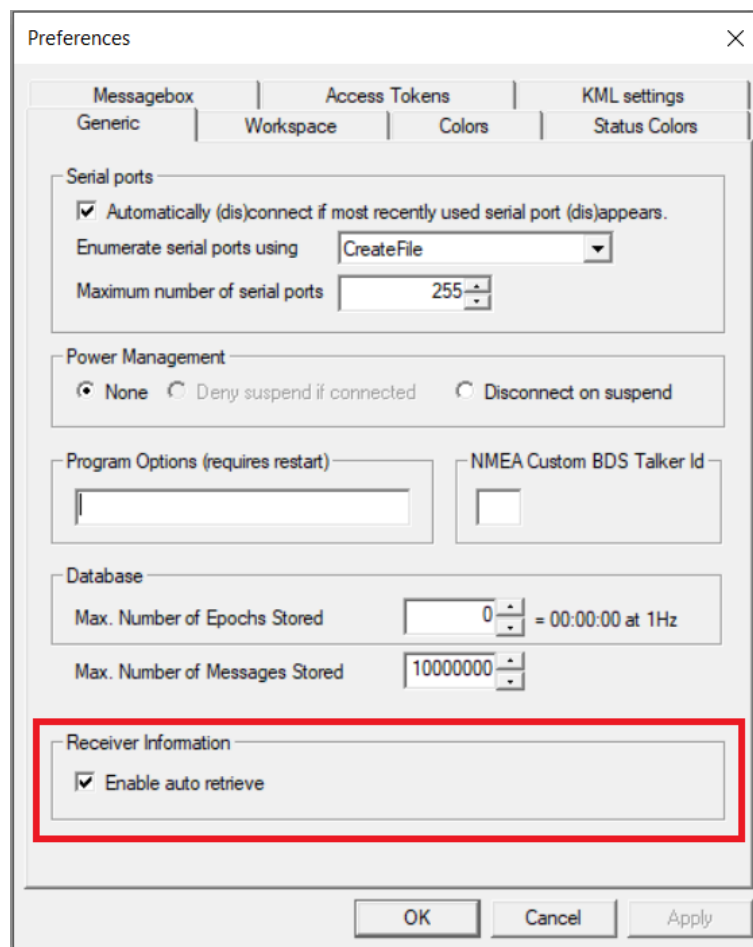 Preferences
Messagebox Access Tokens KML settings
Generic Workspace Colors Status Colors
Serial ports
Automatically (dis)connect if most recently used serial port (dis)appears.
Enumerate serial ports using CreateFile
Maximum number of serial ports 255
Power Management
None Deny suspend if connected Disconnect on suspend
Program Options (requires restart) NMEA Custom BDS Talker Id
Database
Max. Number of Epochs Stored 0 = 00:00:00 at 1Hz
Max. Number of Messages Stored 10000000
Receiver Information
Enable auto retrieve
OK Cancel Apply